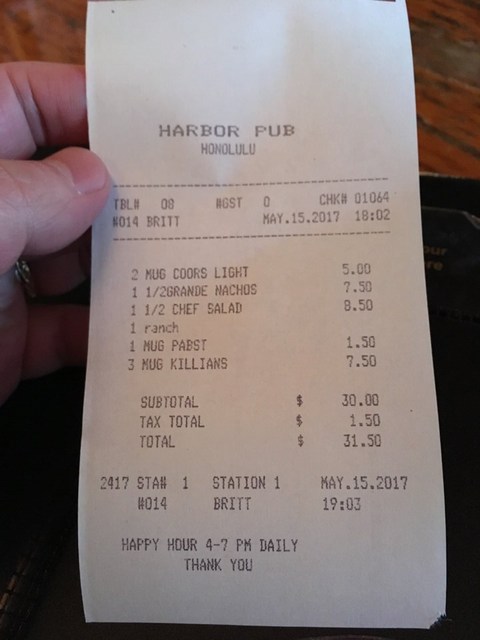 HARBOR PUB
HONOLULU
TBL# 08 #GST 0 CHK# 01064
#014 BRITT MAY.15.2017 18:02
2 MUG COORS LIGHT 5.00
1 1/2GRANDE NACHOS 7.50
1 1/2 CHEF SALAD 8.50
1 ranch
1 MUG PABST 1.50
3 MUG KILLIANS 7.50
SUBTOTAL $ 30.00
TAX TOTAL $ 1.50
TOTAL $ 31.50
2417 STA# 1 STATION 1 MAY.15.2017
#014 BRITT 19:03
HAPPY HOUR 4-7 PM DAILY
THANK YOU